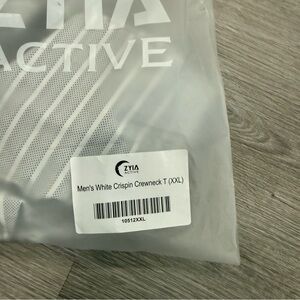 ZYIA
ACTIVE
ZYIA
ACTIVE
Men's White Crispin Crewneck T (XXL)
10512XXL